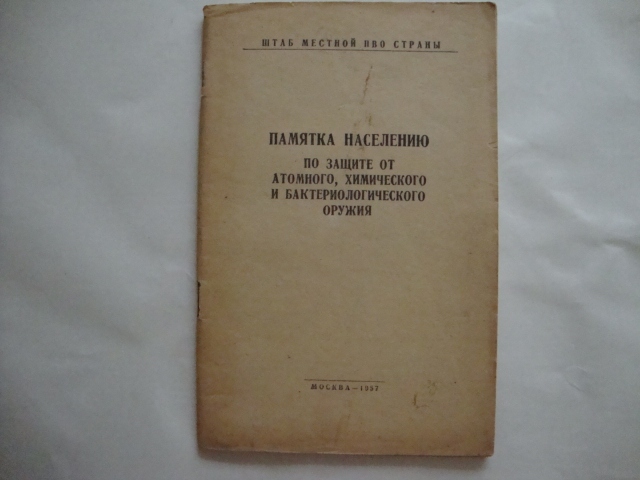 ШТАБ МЕСТНОЙ ПВО СТРАНЫ
ПАМЯТКА НАСЕЛЕНИЮ
ПО ЗАЩИТЕ ОТ
АТОМНОГО, ХИМИЧЕСКОГО
И БАКТЕРИОЛОГИЧЕСКОГО
ОРУЖИЯ
МОСКВА—1957